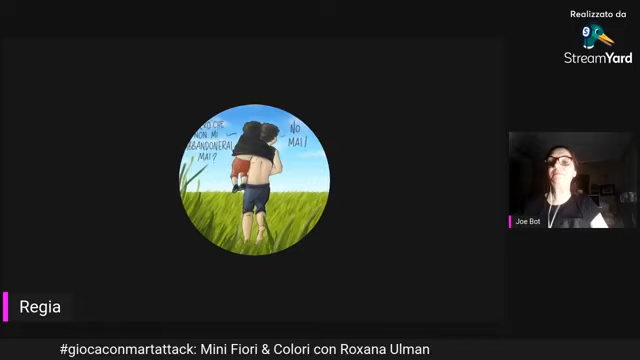 Realizzato da
StreamYard
CHE
NON MI
ABBANDONERAI
MAI?
NO
MAI!
Joe Bot
Regia
#giocaconmartattack: Mini Fiori & Colori con Roxana Ulman